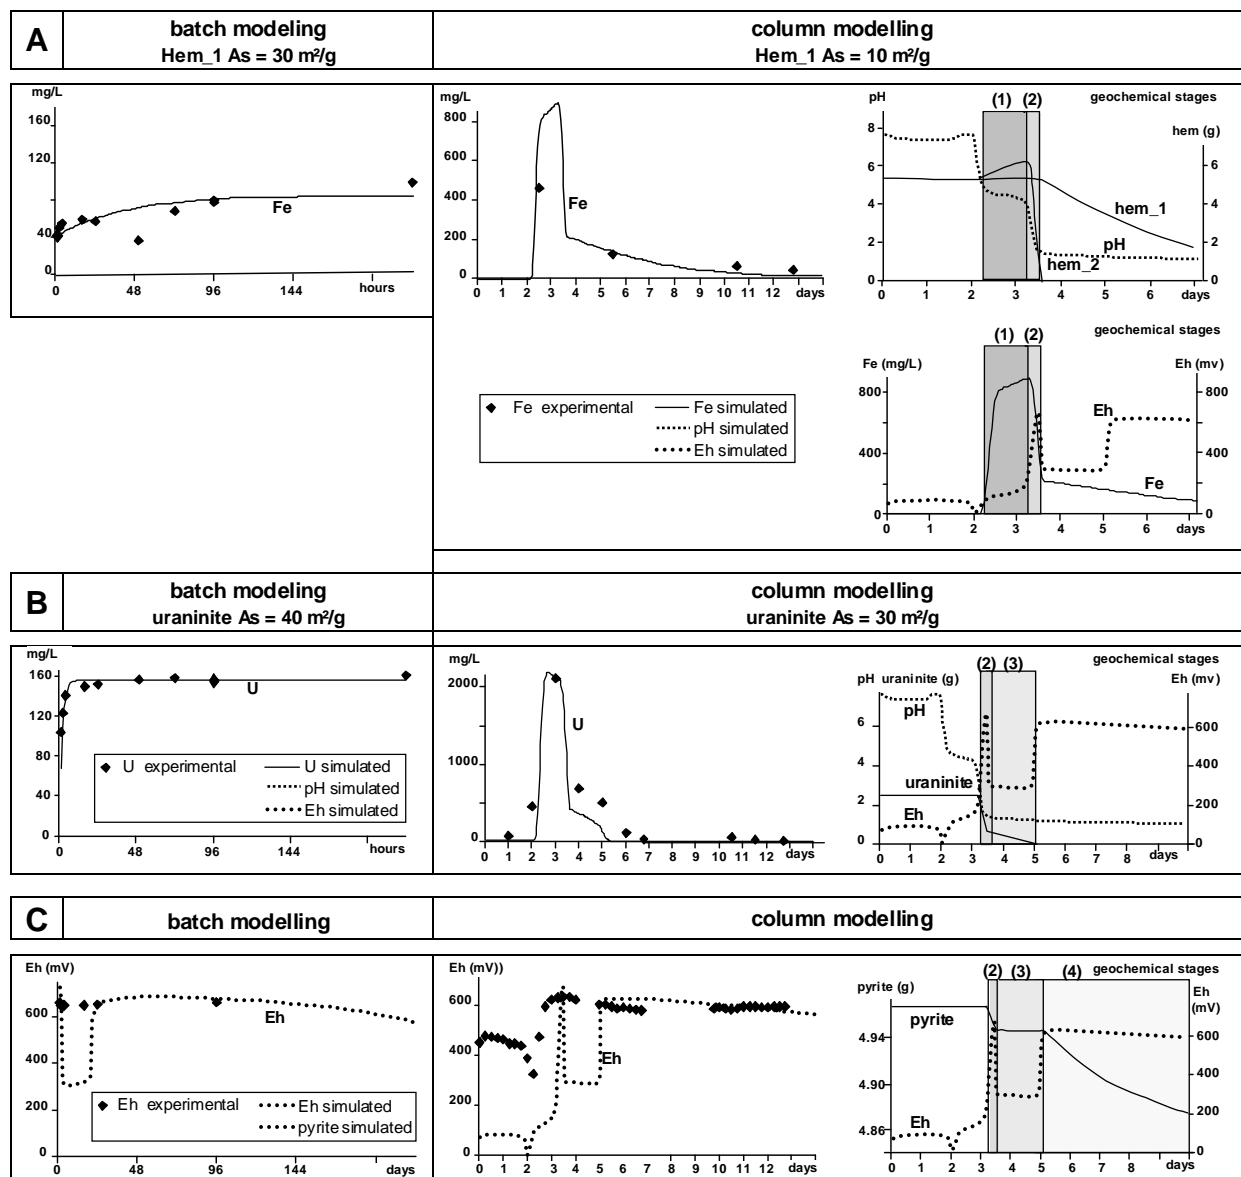 A
batch modeling
Hem_1 As = 30 m²/g
column modelling
Hem_1 As = 10 m²/g
mg/L
160
120
80
40
0
Fe
0 48 96 144 hours
mg/L
800
600
400
200
0
Fe
0 1 2 3 4 5 6 7 8 9 10 11 12 days
pH
(1) (2)
geochemical stages
hem (g)
8
6
4
2
0
6
4
2
0
hem_1
pH
hem_2
0 1 2 3 4 5 6 days
Fe experimental
Fe simulated
pH simulated
Eh simulated
geochemical stages
(1) (2)
Fe (mg/L)
Eh (mv)
800
400
0
800
600
400
200
0
Eh
Fe
0 1 2 3 4 5 6 days
B
batch modeling
uraninite As = 40 m²/g
column modelling
uraninite As = 30 m²/g
mg/L
160
120
80
40
0
U
U experimental
U simulated
pH simulated
Eh simulated
0 48 96 144 hours
mg/L
2000
1000
0
U
0 1 2 3 4 5 6 7 8 9 10 11 12 days
(2) (3)
geochemical stages
pH uraninite (g)
Eh (mv)
6
4
2
0
600
400
200
0
pH
uraninite
Eh
0 1 2 3 4 5 6 7 8 days
C
batch modelling
column modelling
Eh (mV)
600
400
200
0
Eh
Eh experimental
Eh simulated
pyrite simulated
0 48 96 144 days
Eh (mV))
600
400
200
0
Eh
0 1 2 3 4 5 6 7 8 9 10 11 12 days
(2) (3) (4)
geochemical stages
pyrite (g)
Eh
(mV)
4.94
4.90
4.86
800
600
400
200
0
pyrite
Eh
0 1 2 3 4 5 6 7 8 days